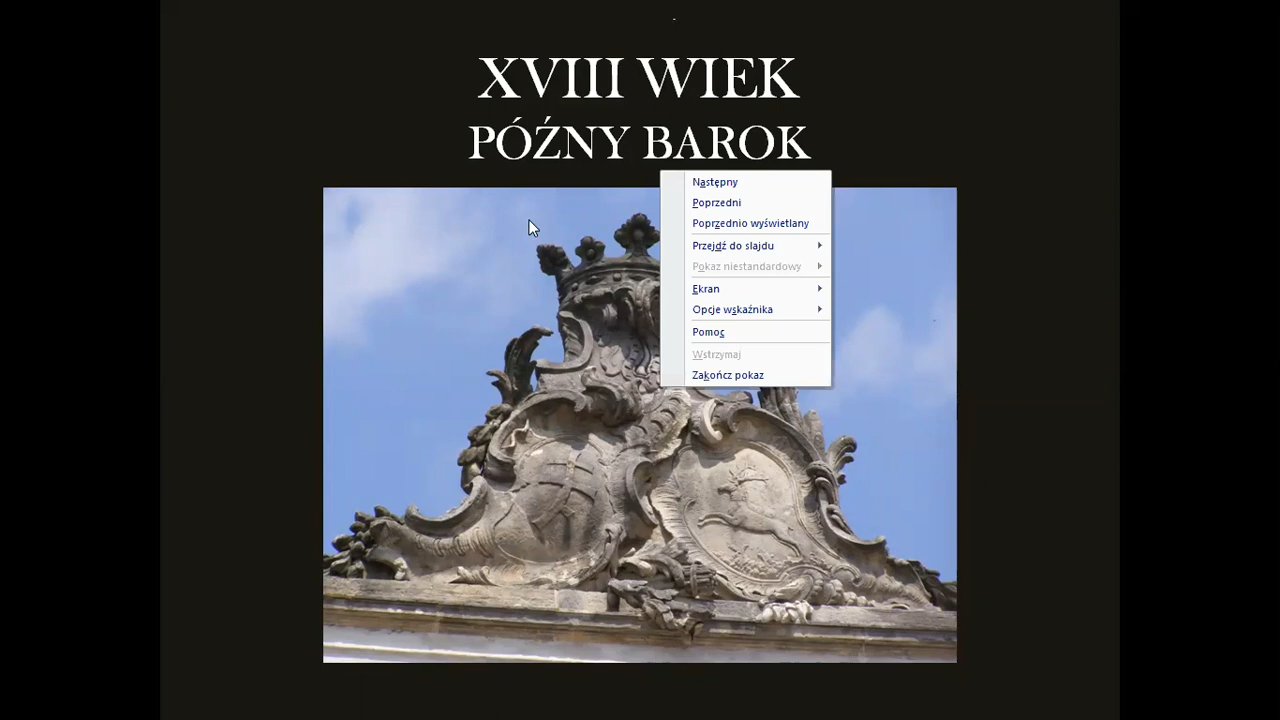 XVIII WIEK
PÓŹNY BAROK
Następny
Poprzedni
Poprzednio wyświetlany
Przejdź do slajdu
Pokaz niestandardowy
Ekran
Opcje wskaźnika
Pomoc
Wstrzymaj
Zakończ pokaz